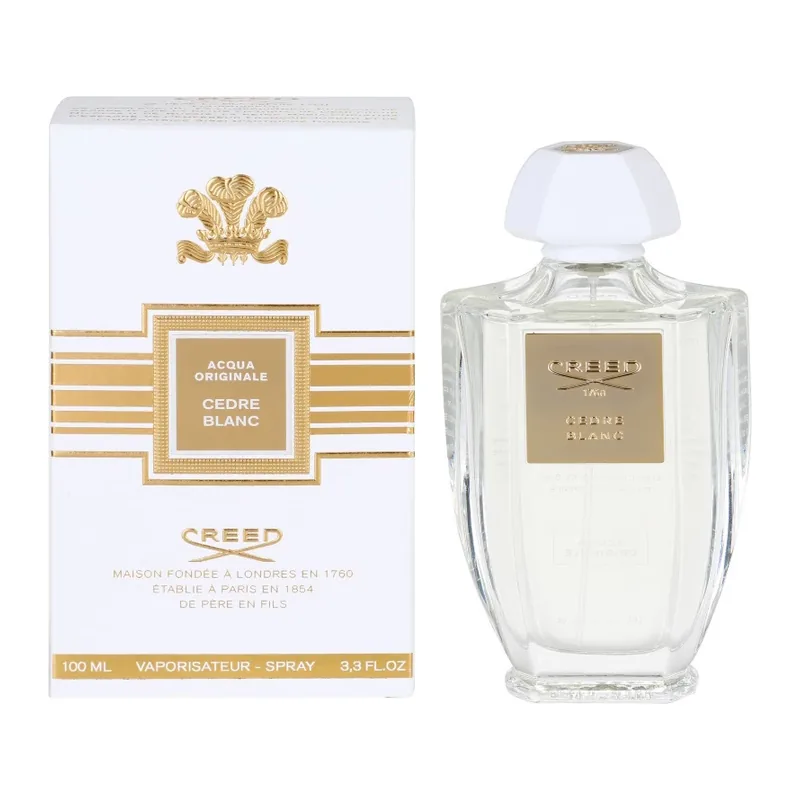 CREED
ACQUA
ORIGINALE
CEDRE
BLANC
CREED
MAISON FONDÉE À LONDRES EN 1760
ÉTABLIE À PARIS EN 1854
DE PÈRE EN FILS
100 ML VAPORISATEUR - SPRAY 3,3 FL.OZ
CREED
1760
CEDRE
BLANC